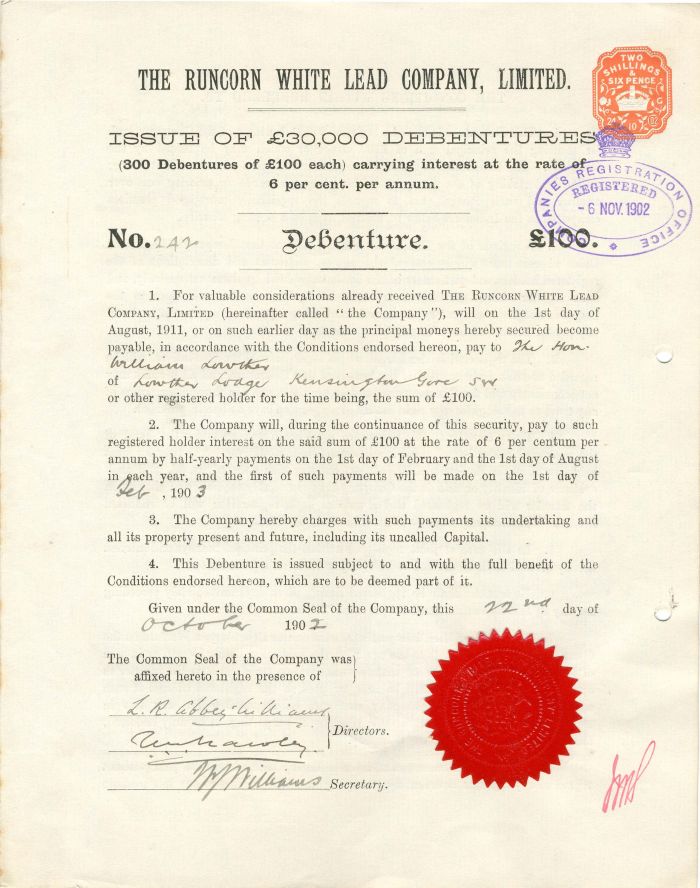 THE RUNCORN WHITE LEAD COMPANY, LIMITED.
TWO SHILLINGS & SIX PENCE
ISSUE OF £30,000 DEBENTURES
(300 Debentures of £100 each) carrying interest at the rate of
6 per cent. per annum.
COMPANIES REGISTRATION OFFICE
REGISTERED
- 6 NOV. 1902
No. 242 Debenture. £100.
1. For valuable considerations already received THE RUNCORN WHITE LEAD
COMPANY, LIMITED (hereinafter called "the Company"), will on the 1st day of
August, 1911, or on such earlier day as the principal moneys hereby secured become
payable, in accordance with the Conditions endorsed hereon, pay to The Hon.
William Lowther
of Lowther Lodge Kensington Gore SW
or other registered holder for the time being, the sum of £100.
2. The Company will, during the continuance of this security, pay to such
registered holder interest on the said sum of £100 at the rate of 6 per centum per
annum by half-yearly payments on the 1st day of February and the 1st day of August
in each year, and the first of such payments will be made on the 1st day of
Feb , 1903
3. The Company hereby charges with such payments its undertaking and
all its property present and future, including its uncalled Capital.
4. This Debenture is issued subject to and with the full benefit of the
Conditions endorsed hereon, which are to be deemed part of it.
Given under the Common Seal of the Company, this 22nd day of
October 1902
The Common Seal of the Company was
affixed hereto in the presence of
L. R. Abbey-Williams
Directors.
W J Williams Secretary.